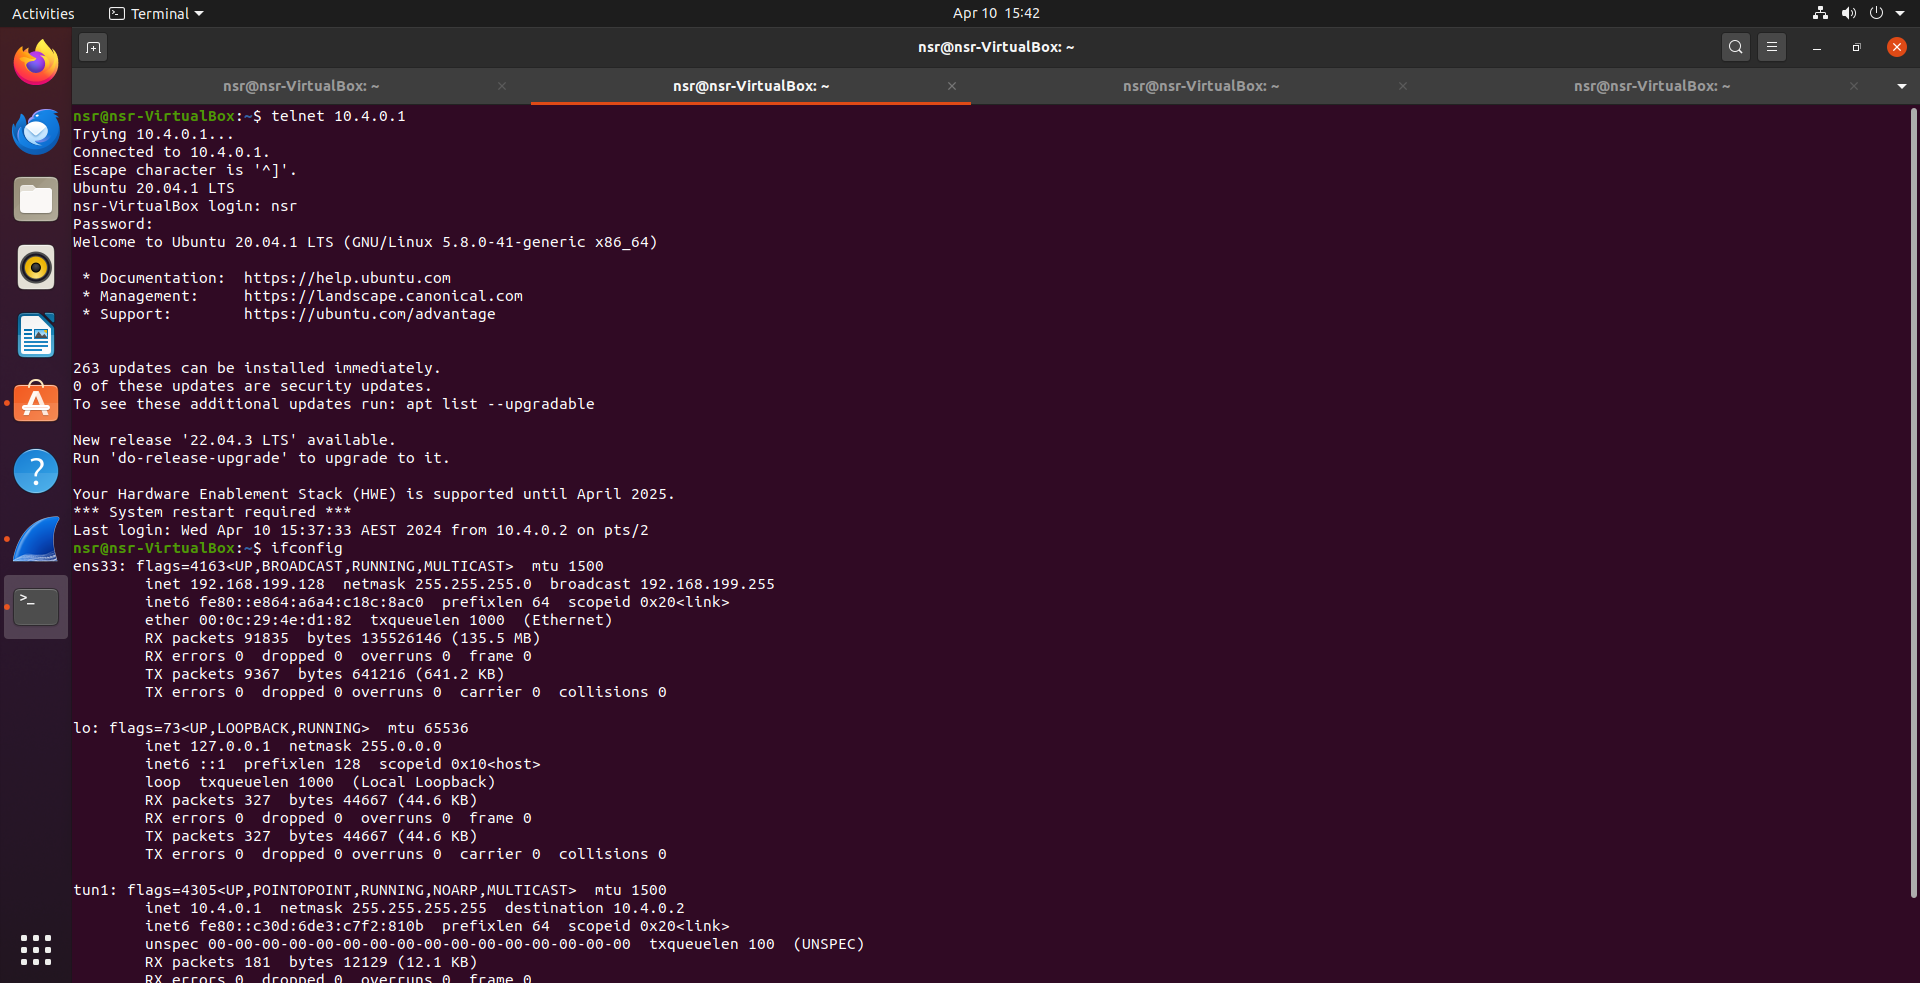 Activities
Terminal
Apr 10 15:42
nsr@nsr-VirtualBox: ~
nsr@nsr-VirtualBox: ~
nsr@nsr-VirtualBox: ~
nsr@nsr-VirtualBox: ~
nsr@nsr-VirtualBox: ~
nsr@nsr-VirtualBox:~$ telnet 10.4.0.1
Trying 10.4.0.1...
Connected to 10.4.0.1.
Escape character is '^]'.
Ubuntu 20.04.1 LTS
nsr-VirtualBox login: nsr
Password:
Welcome to Ubuntu 20.04.1 LTS (GNU/Linux 5.8.0-41-generic x86_64)
* Documentation:  https://help.ubuntu.com
* Management:     https://landscape.canonical.com
* Support:        https://ubuntu.com/advantage
263 updates can be installed immediately.
0 of these updates are security updates.
To see these additional updates run: apt list --upgradable
New release '22.04.3 LTS' available.
Run 'do-release-upgrade' to upgrade to it.
Your Hardware Enablement Stack (HWE) is supported until April 2025.
*** System restart required ***
Last login: Wed Apr 10 15:37:33 AEST 2024 from 10.4.0.2 on pts/2
nsr@nsr-VirtualBox:~$ ifconfig
ens33: flags=4163<UP,BROADCAST,RUNNING,MULTICAST>  mtu 1500
inet 192.168.199.128  netmask 255.255.255.0  broadcast 192.168.199.255
inet6 fe80::e864:a6a4:c18c:8ac0  prefixlen 64  scopeid 0x20<link>
ether 00:0c:29:4e:d1:82  txqueuelen 1000  (Ethernet)
RX packets 91835  bytes 135526146 (135.5 MB)
RX errors 0  dropped 0  overruns 0  frame 0
TX packets 9367  bytes 641216 (641.2 KB)
TX errors 0  dropped 0 overruns 0  carrier 0  collisions 0
lo: flags=73<UP,LOOPBACK,RUNNING>  mtu 65536
inet 127.0.0.1  netmask 255.0.0.0
inet6 ::1  prefixlen 128  scopeid 0x10<host>
loop  txqueuelen 1000  (Local Loopback)
RX packets 327  bytes 44667 (44.6 KB)
RX errors 0  dropped 0  overruns 0  frame 0
TX packets 327  bytes 44667 (44.6 KB)
TX errors 0  dropped 0 overruns 0  carrier 0  collisions 0
tun1: flags=4305<UP,POINTOPOINT,RUNNING,NOARP,MULTICAST>  mtu 1500
inet 10.4.0.1  netmask 255.255.255.255  destination 10.4.0.2
inet6 fe80::c30d:6de3:c7f2:810b  prefixlen 64  scopeid 0x20<link>
unspec 00-00-00-00-00-00-00-00-00-00-00-00-00-00-00-00  txqueuelen 100  (UNSPEC)
RX packets 181  bytes 12129 (12.1 KB)
RX errors 0  dropped 0  overruns 0  frame 0